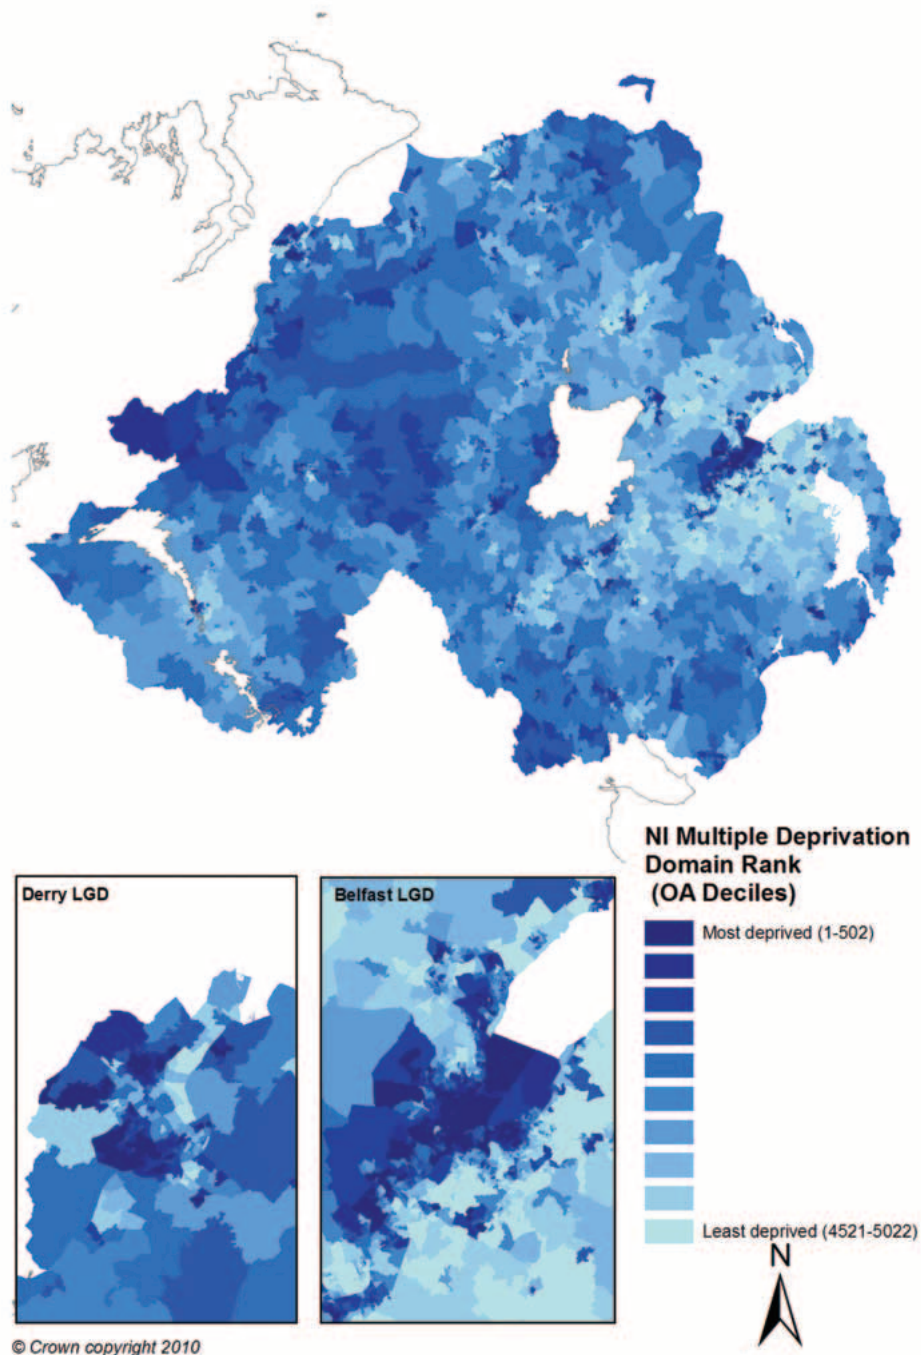 NI Multiple Deprivation
Domain Rank
(OA Deciles)
Most deprived (1-502)
Least deprived (4521-5022)
N
Derry LGD
Belfast LGD
© Crown copyright 2010